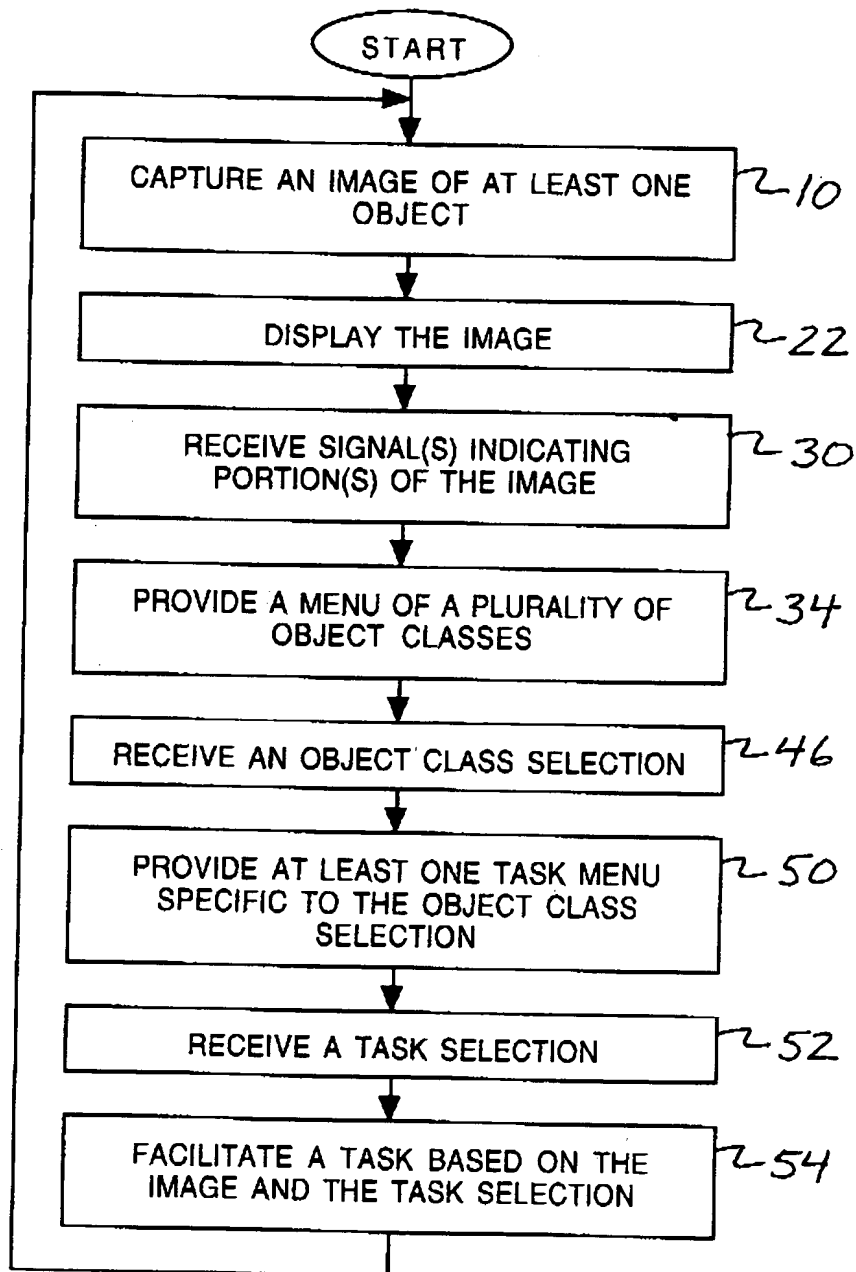 START
CAPTURE AN IMAGE OF AT LEAST ONE
OBJECT
10
DISPLAY THE IMAGE
22
RECEIVE SIGNAL(S) INDICATING
PORTION(S) OF THE IMAGE
30
PROVIDE A MENU OF A PLURALITY OF
OBJECT CLASSES
34
RECEIVE AN OBJECT CLASS SELECTION
46
PROVIDE AT LEAST ONE TASK MENU
SPECIFIC TO THE OBJECT CLASS
SELECTION
50
RECEIVE A TASK SELECTION
52
FACILITATE A TASK BASED ON THE
IMAGE AND THE TASK SELECTION
54